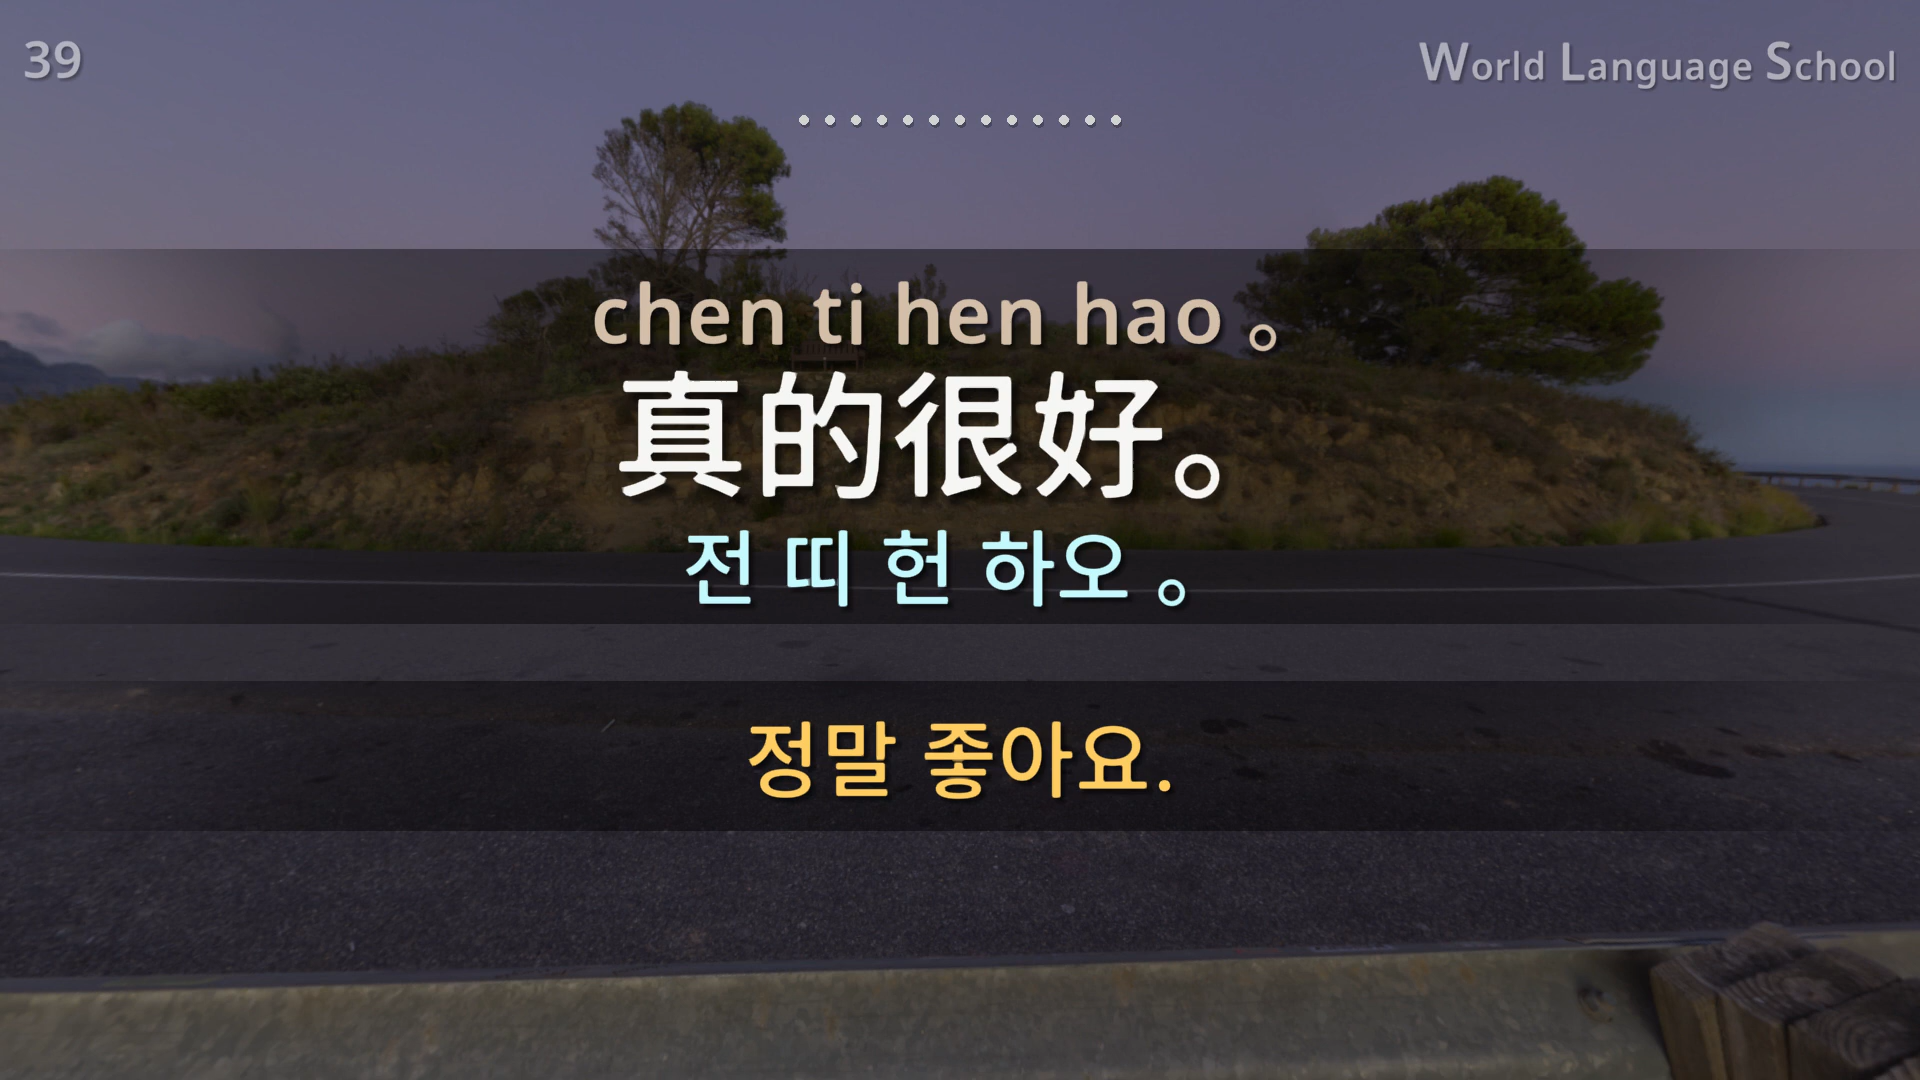 39
World Language School
chen ti hen hao 。
真的很好。
전 띠 헌 하오 。
정말 좋아요.